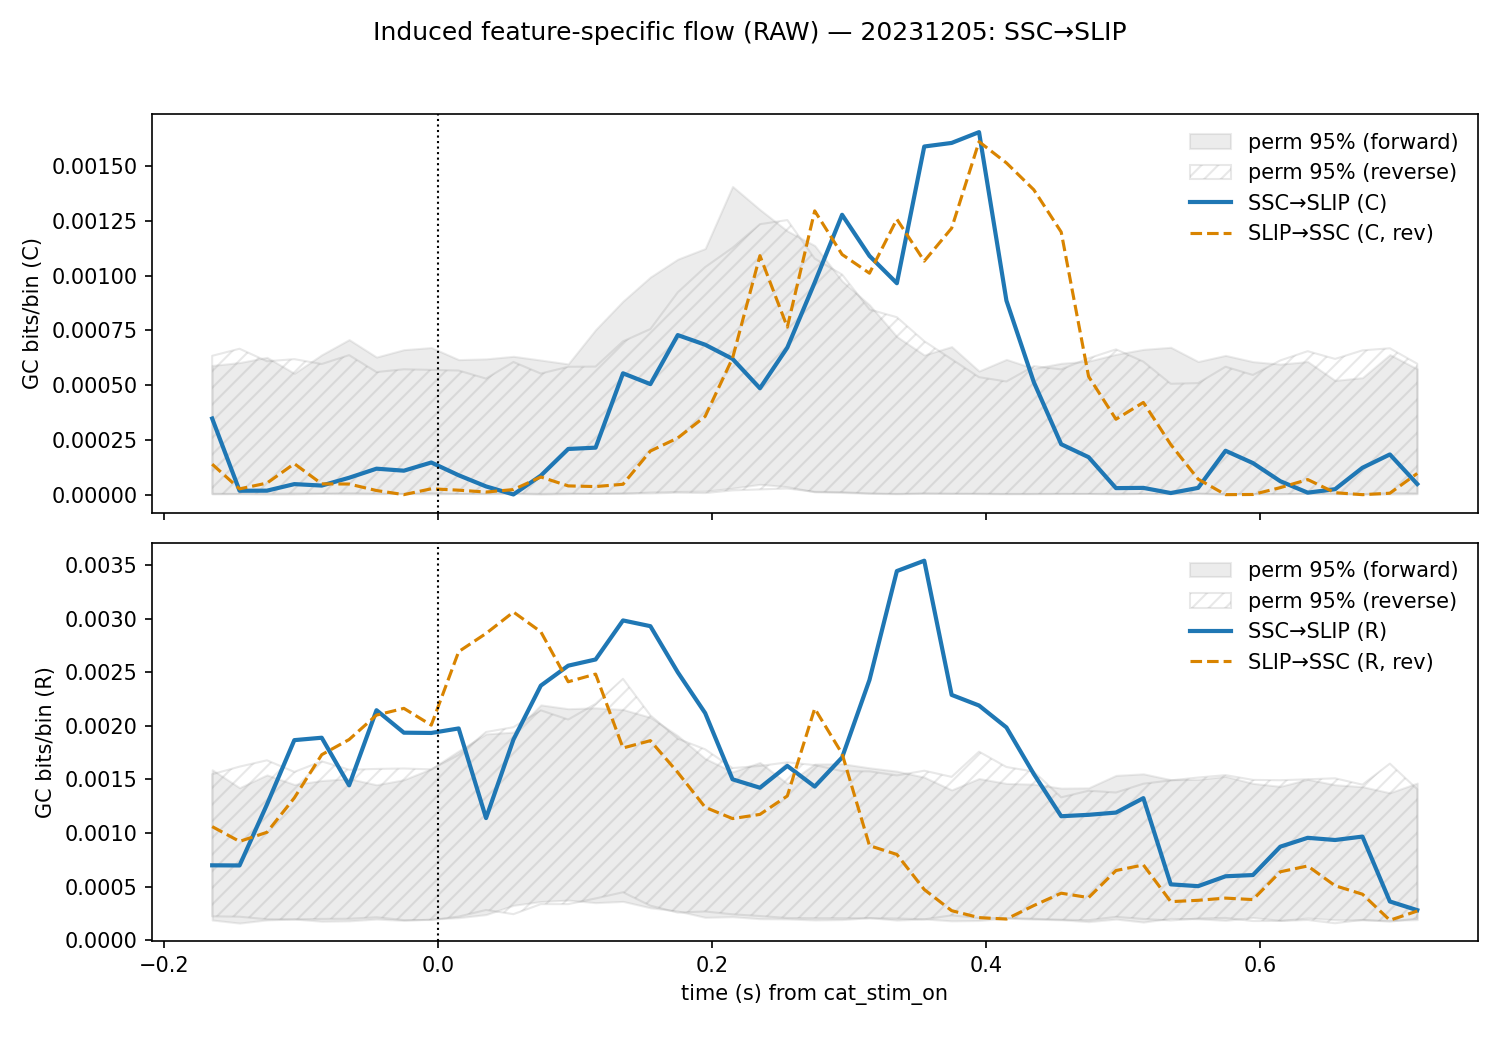 Induced feature-specific flow (RAW) — 20231205: SSC→SLIP
GC bits/bin (C)
0.00150
0.00125
0.00100
0.00075
0.00050
0.00025
0.00000
perm 95% (forward)
perm 95% (reverse)
SSC→SLIP (C)
SLIP→SSC (C, rev)
GC bits/bin (R)
0.0035
0.0030
0.0025
0.0020
0.0015
0.0010
0.0005
0.0000
perm 95% (forward)
perm 95% (reverse)
SSC→SLIP (R)
SLIP→SSC (R, rev)
−0.2 0.0 0.2 0.4 0.6
time (s) from cat_stim_on